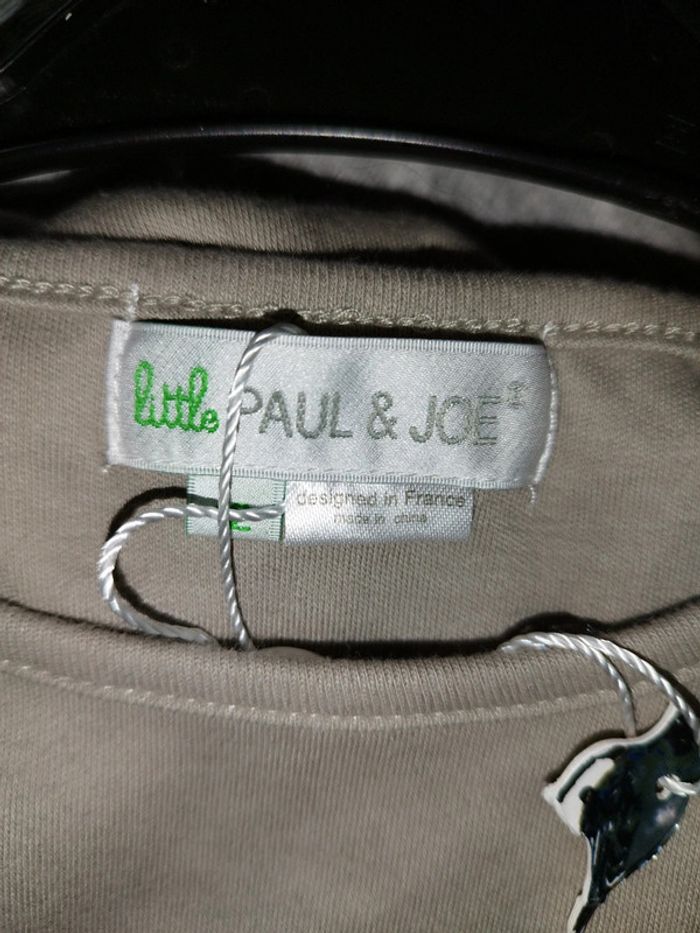 little PAUL & JOE
designed in France
made in china